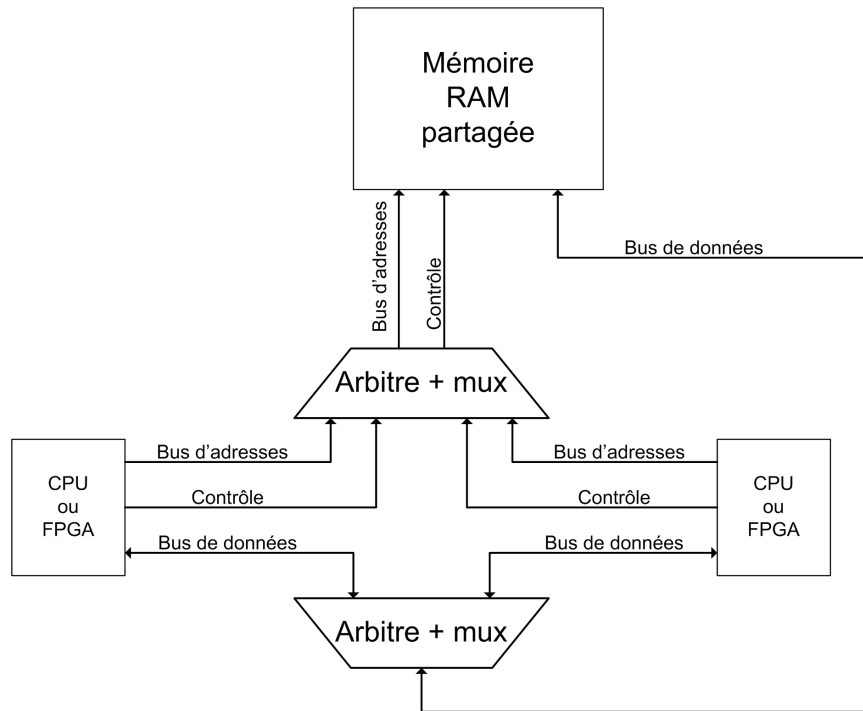 Mémoire
RAM
partagée
Bus d'adresses
Contrôle
Bus de données
Arbitre + mux
Bus d'adresses
Bus d'adresses
CPU
ou
FPGA
Contrôle
Contrôle
CPU
ou
FPGA
Bus de données
Bus de données
Arbitre + mux